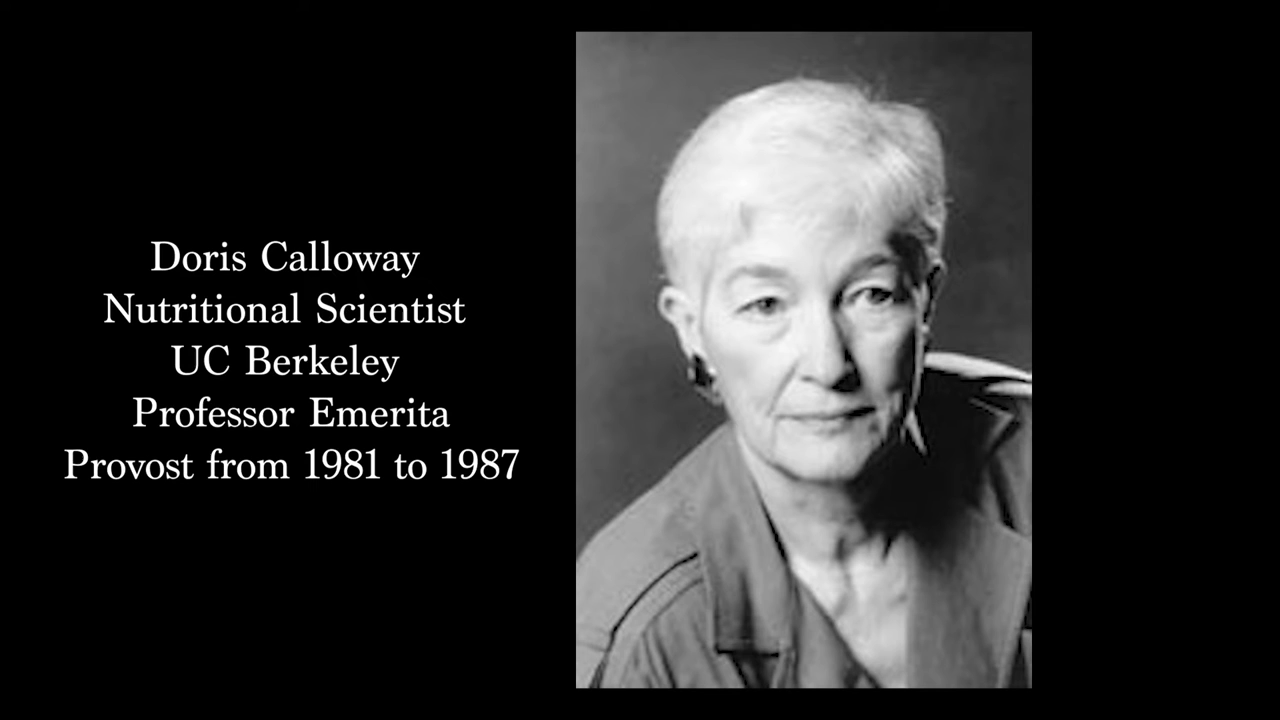 Doris Calloway
Nutritional Scientist
UC Berkeley
Professor Emerita
Provost from 1981 to 1987